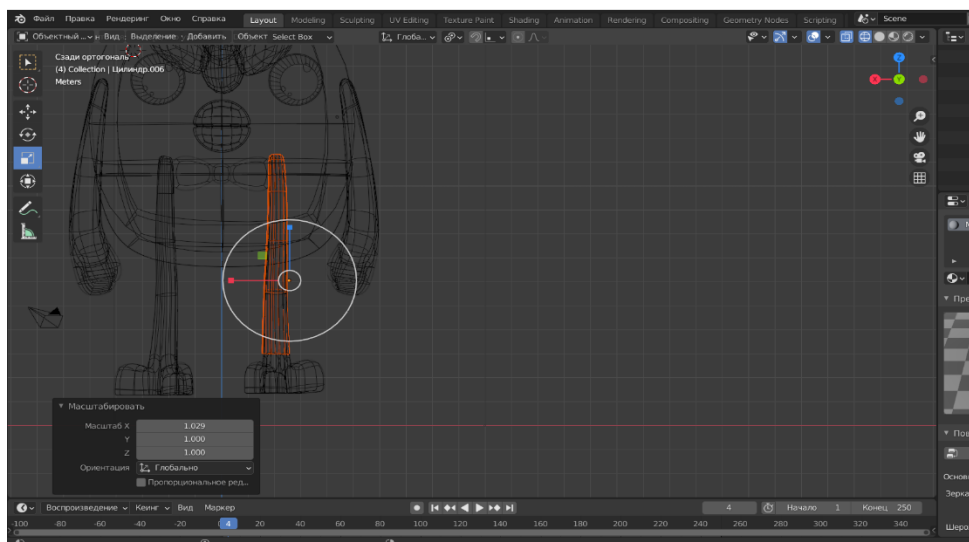 Файл Правка Рендеринг Окно Справка Layout Modeling Sculpting UV Editing Texture Paint Shading Animation Rendering Compositing Geometry Nodes Scripting Scene
Объектный ... Вид Выделение Добавить Объект Select Box Глоба...
Сзади ортогональ
(4) Collection | Цилиндр.006
Meters
Z
X
Y
Масштабировать
Масштаб X 1.029
Y 1.000
Z 1.000
Ориентация Глобально
Пропорциональное ред...
Пре
Пов
Основ
Зерка
Шеро
Воспроизведение Кеинг Вид Маркер 4 Начало 1 Конец 250
-100 -80 -60 -40 -20 4 20 40 60 80 100 120 140 160 180 200 220 240 260 280 300 320 340